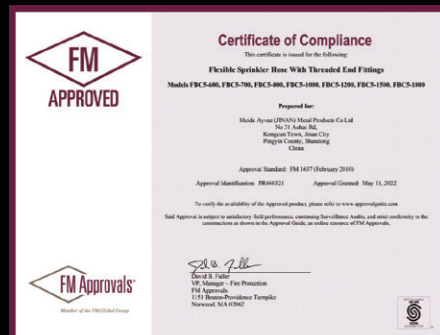 FM
APPROVED
Certificate of Compliance
This certificate is issued for the following:
Flexible Sprinkler Hose With Threaded End Fittings
Models FBC5-600, FBC5-700, FBC5-800, FBC5-1000, FBC5-1200, FBC5-1500, FBC5-1800
Prepared for:
Meide Ayvaz (JINAN) Metal Products Co Ltd
No 31 Aohai Rd,
Kongcun Town, Jinan City
Pingyin County, Shandong
China
Approval Standard: FM 1637 (February 2010)
Approval Identification: PR460321 Approval Granted: May 11, 2022
To verify the availability of the Approved product, please refer to www.approvalguide.com
Said Approval is subject to satisfactory field performance, continuing Surveillance Audits, and strict conformity to the
constructions as shown in the Approval Guide, an online resource of FM Approvals.
David B. Fuller
VP, Manager – Fire Protection
FM Approvals
1151 Boston-Providence Turnpike
Norwood, MA 02062
FM Approvals
Member of the FM Global Group